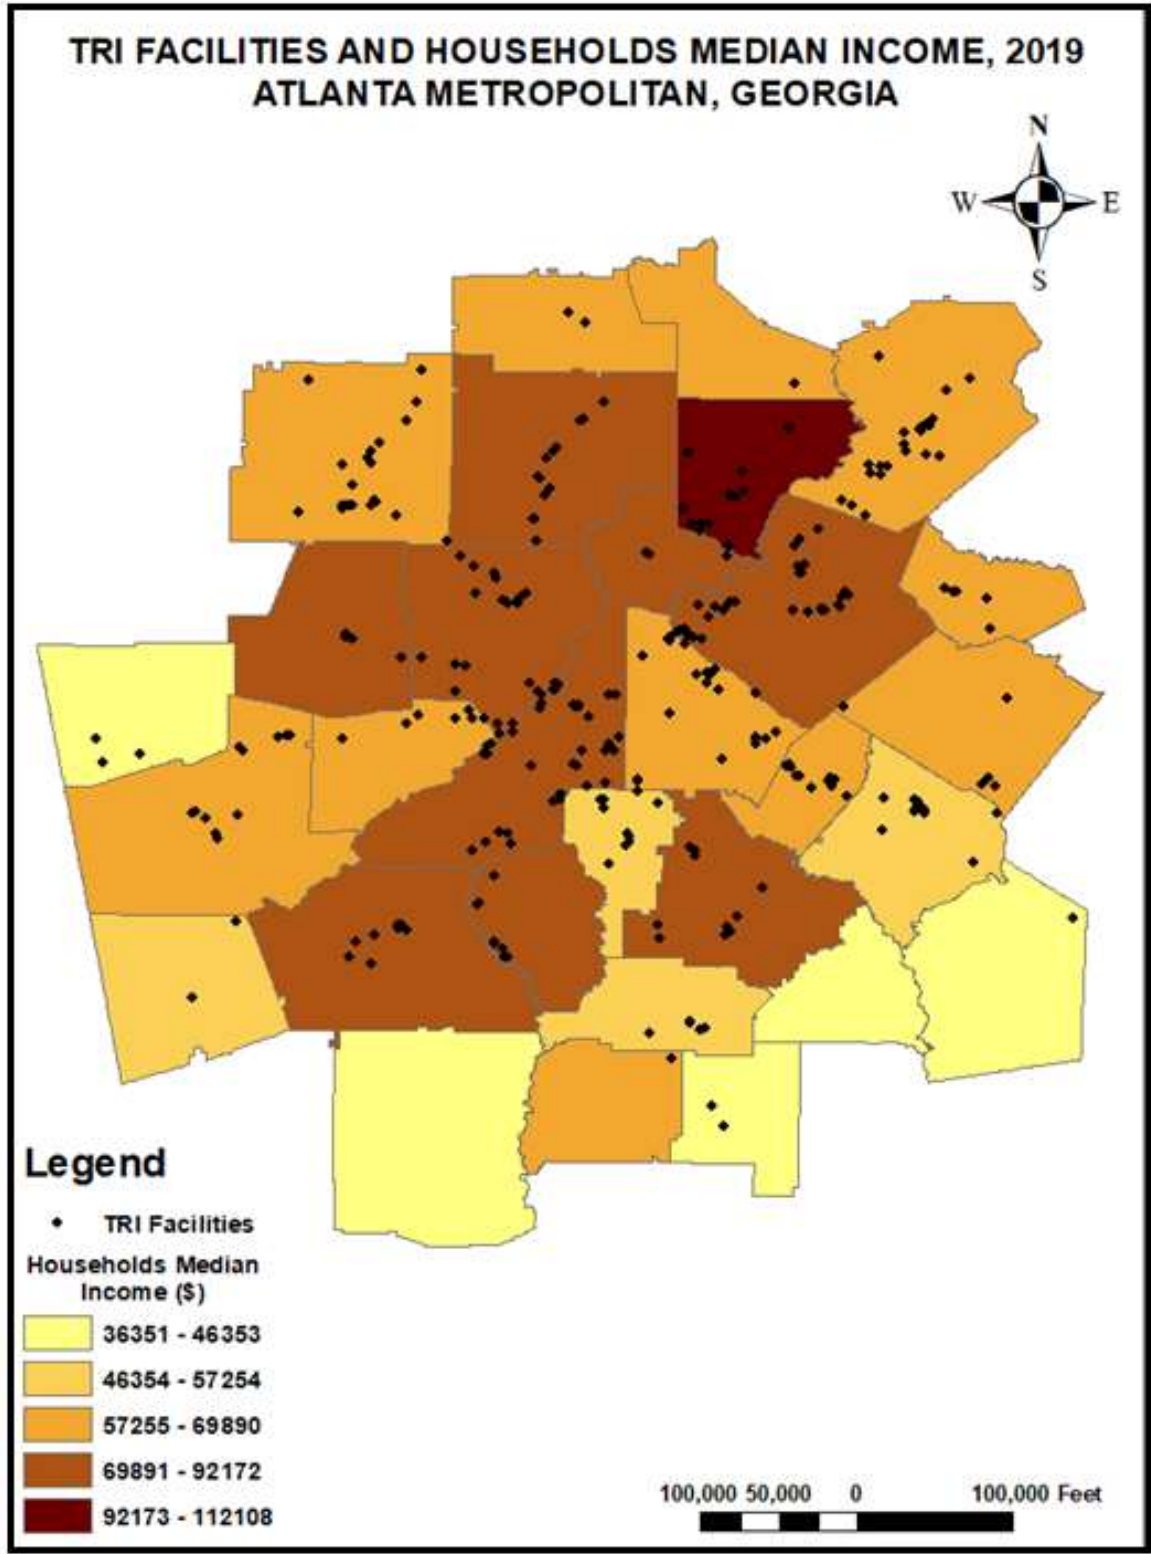 TRI FACILITIES AND HOUSEHOLDS MEDIAN INCOME, 2019
ATLANTA METROPOLITAN, GEORGIA
N
W E
S
Legend
TRI Facilities
Households Median
Income ($)
36351 - 46353
46354 - 57254
57255 - 69890
69891 - 92172
92173 - 112108
100,000 50,000 0 100,000 Feet